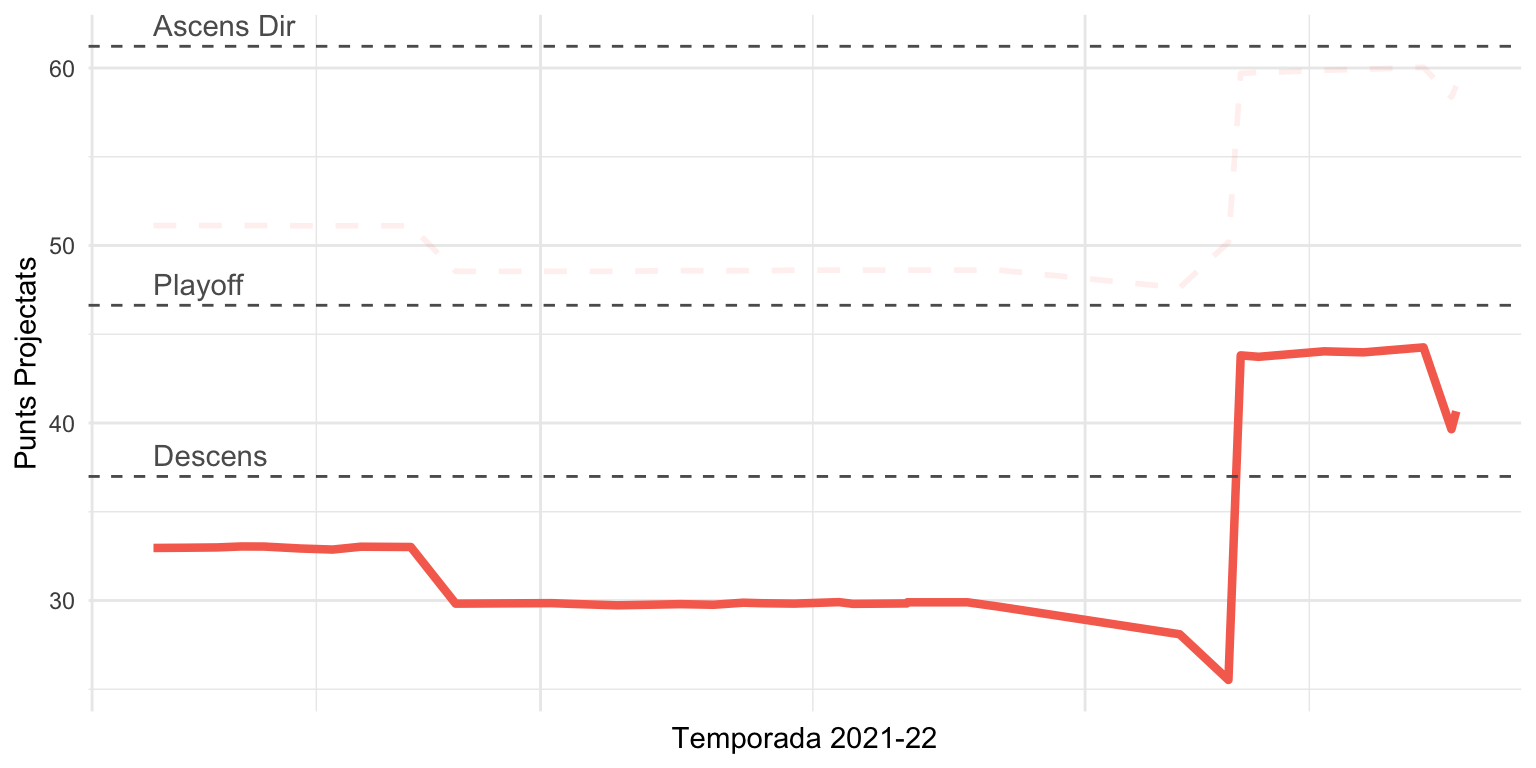 Ascens Dir
60
50
Playoff
Punts Projectats
40
Descens
30
Temporada 2021-22